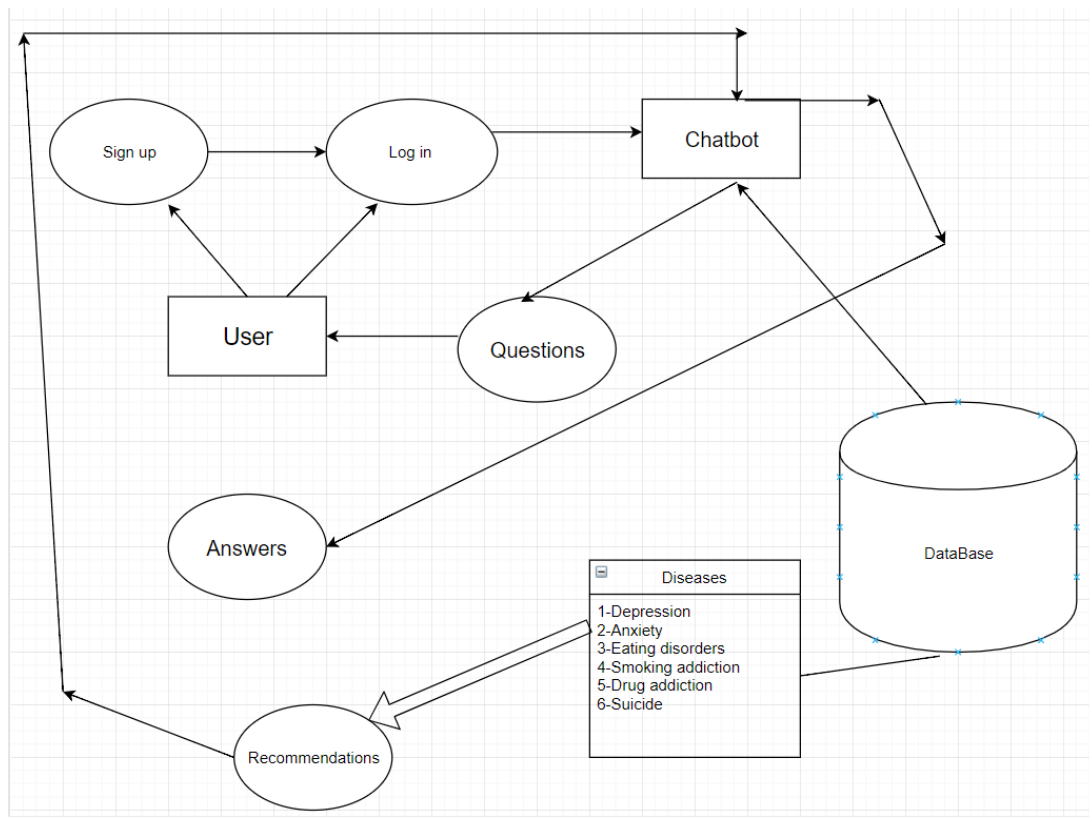 Sign up
Log in
Chatbot
User
Questions
Answers
DataBase
Diseases
1-Depression
2-Anxiety
3-Eating disorders
4-Smoking addiction
5-Drug addiction
6-Suicide
Recommendations